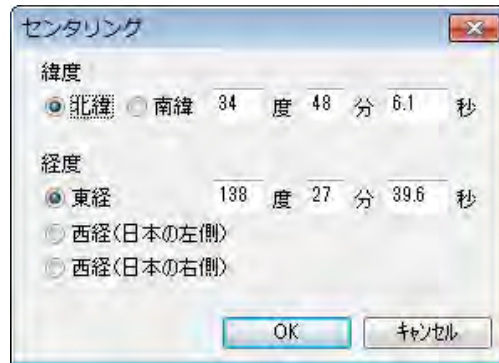 センタリング
緯度
北緯 南緯 34 度 48 分 6.1 秒
経度
東経 138 度 27 分 39.6 秒
西経(日本の左側)
西経(日本の右側)
OK キャンセル